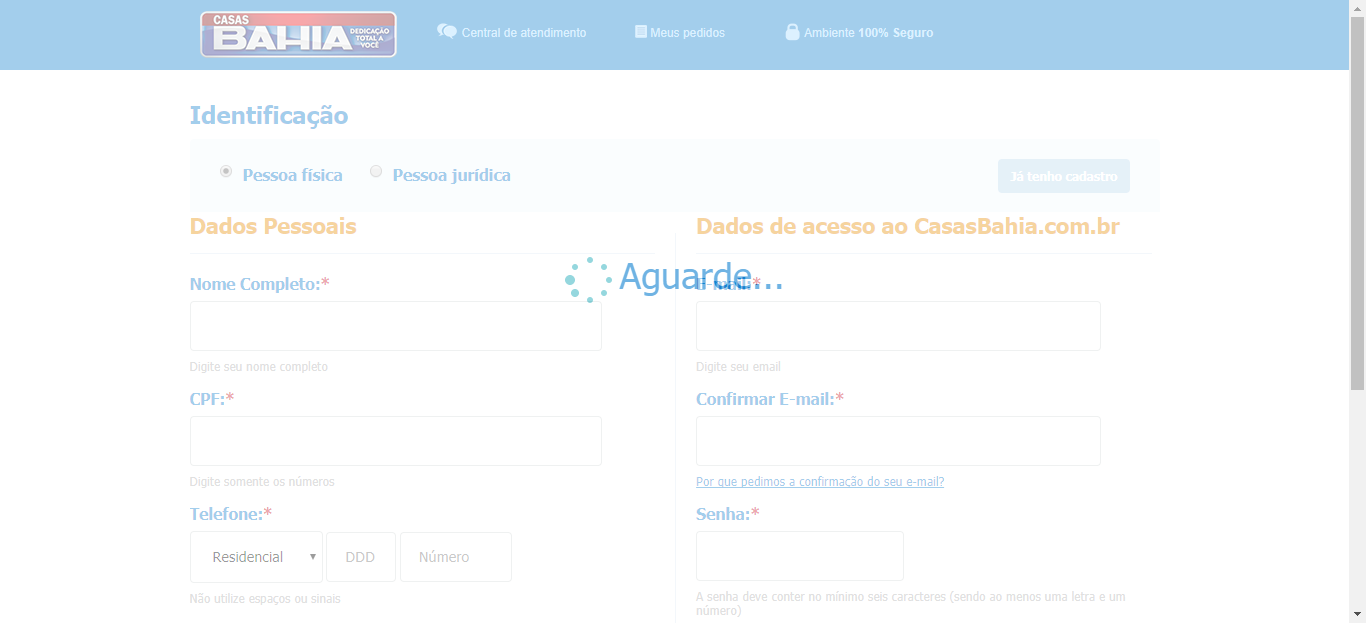 CASAS
BAHIA
DEDICAÇÃO
TOTAL A
VOCÊ
Central de atendimento
Meus pedidos
Ambiente 100% Seguro
Identificação
Pessoa física
Pessoa jurídica
Já tenho cadastro
Dados Pessoais
Nome Completo:*
Digite seu nome completo
CPF:*
Digite somente os números
Telefone:*
Residencial
DDD
Número
Não utilize espaços ou sinais
Aguarde...
Dados de acesso ao CasasBahia.com.br
E-mail:*
Digite seu email
Confirmar E-mail:*
Por que pedimos a confirmação do seu e-mail?
Senha:*
A senha deve conter no mínimo seis caracteres (sendo ao menos uma letra e um
número)